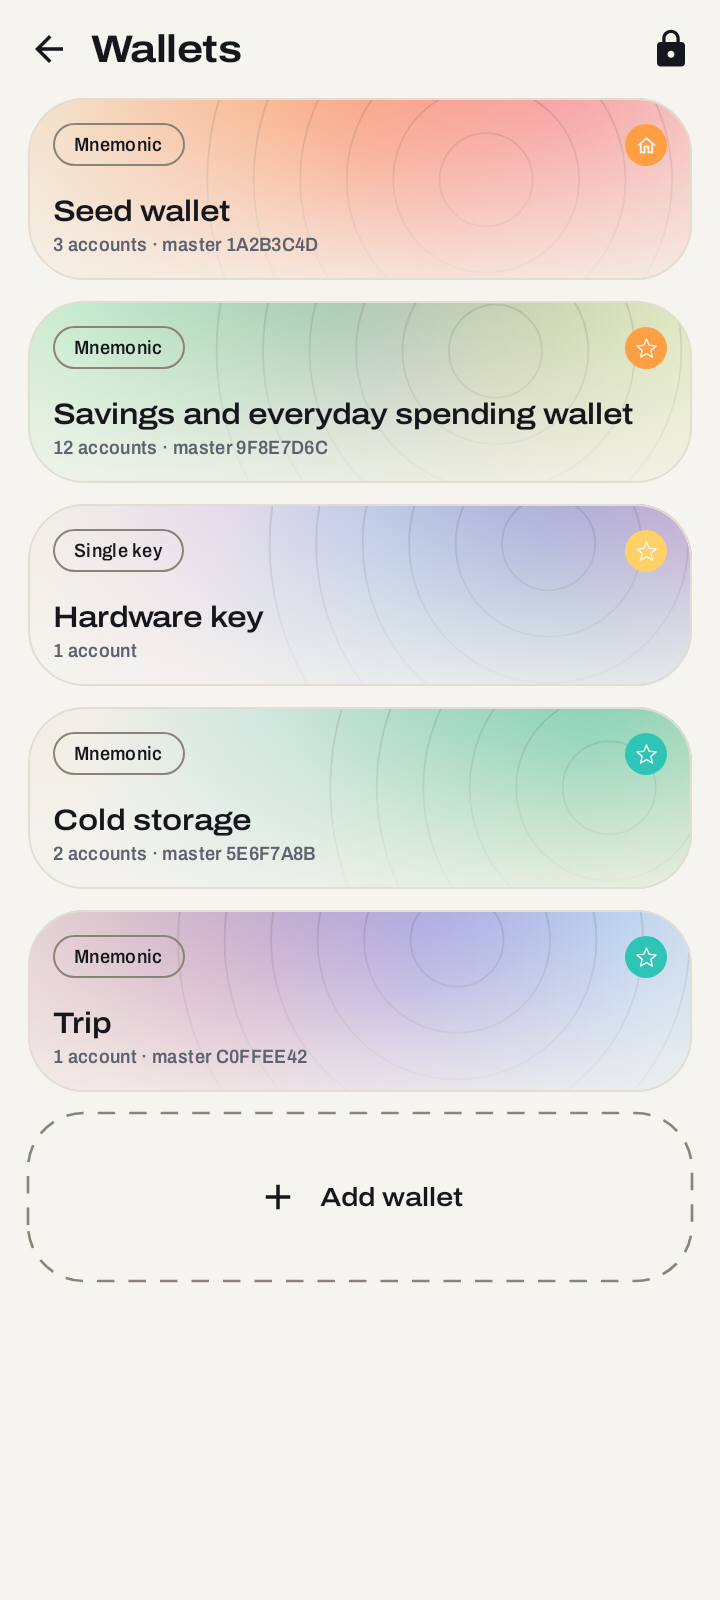 Wallets
Mnemonic
Seed wallet
3 accounts · master 1A2B3C4D
Mnemonic
Savings and everyday spending wallet
12 accounts · master 9F8E7D6C
Single key
Hardware key
1 account
Mnemonic
Cold storage
2 accounts · master 5E6F7A8B
Mnemonic
Trip
1 account · master C0FFEE42
Add wallet